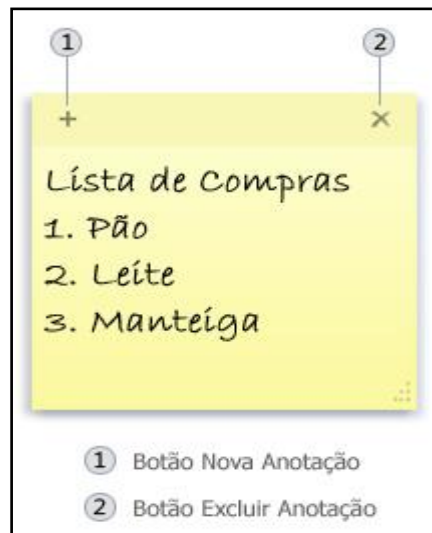 1 2
+ ×
Lista de Compras
1. Pão
2. Leite
3. Manteiga
1 Botão Nova Anotação
2 Botão Excluir Anotação